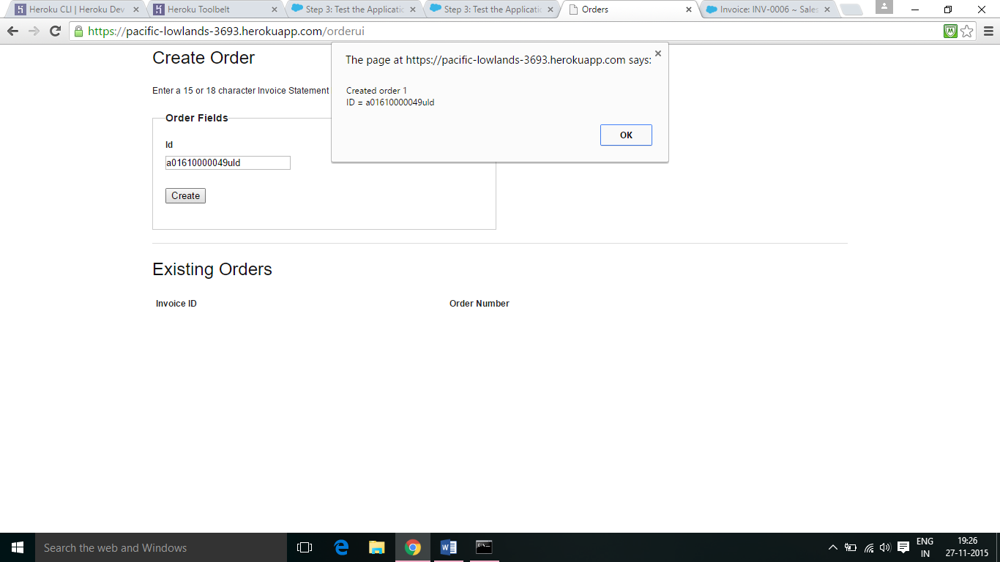 Heroku CLI | Heroku Dev
Heroku Toolbelt
Step 3: Test the Applicatio
Step 3: Test the Applicatio
Orders
Invoice: INV-0006 ~ Sales
https://pacific-lowlands-3693.herokuapp.com/orderui
Create Order
The page at https://pacific-lowlands-3693.herokuapp.com says:
Enter a 15 or 18 character Invoice Statement
Created order 1
ID = a01610000049uld
OK
Order Fields
Id
a01610000049uld
Create
Existing Orders
Invoice ID
Order Number
Search the web and Windows
ENG
IN
19:26
27-11-2015